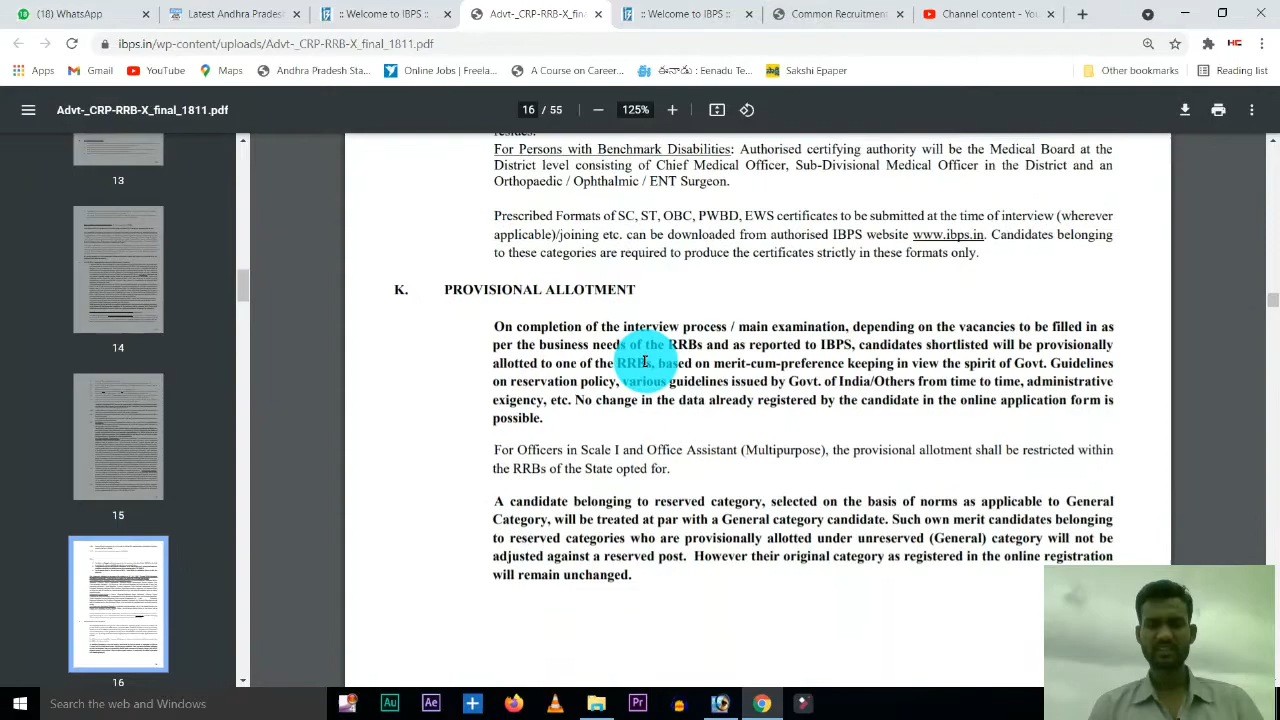 (18) WhatsApp
Latest Andhra Prades
:: Welcome to IBPS ::
Advt-_CRP-RRB-X_fina
:: Welcome to IBPS ::
Common Recruitment
Channel content - You
ibps.in/wp-content/uploads/Advt-_CRP-RRB-X_final_1811.pdf
Apps
Gmail
YouTube
Maps
Andhra Pradesh Sta...
Online Jobs | Freela...
A Course on Career...
:: తెలుగు:: Eenadu Te...
Sakshi Epaper
Other bookmarks
Reading list
Advt-_CRP-RRB-X_final_1811.pdf
16 / 55
125%
13
14
15
16
resides.
For Persons with Benchmark Disabilities: Authorised certifying authority will be the Medical Board at the
District level consisting of Chief Medical Officer, Sub-Divisional Medical Officer in the District and an
Orthopaedic / Ophthalmic / ENT Surgeon.
Prescribed Formats of SC, ST, OBC, PWBD, EWS certificates to be submitted at the time of interview (wherever
applicable)/joining etc. can be downloaded from authorised IBPS website www.ibps.in. Candidates belonging
to these categories are required to produce the certificates strictly in these formats only.
K. PROVISIONAL ALLOTMENT
On completion of the interview process / main examination, depending on the vacancies to be filled in as
per the business needs of the RRBs and as reported to IBPS, candidates shortlisted will be provisionally
allotted to one of the RRBs, based on merit-cum-preference keeping in view the spirit of Govt. Guidelines
on reservation policy, various guidelines issued by Govt. of India/Others from time to time, administrative
exigency, etc. No change in the data already registered by the candidate in the online application form is
possible.
For Officers in Scale I and Office Assistant (Multipurpose), the provisional allotment shall be restricted within
the RRBs of the State opted for.
A candidate belonging to reserved category, selected on the basis of norms as applicable to General
Category, will be treated at par with a General category candidate. Such own merit candidates belonging
to reserved categories who are provisionally allotted under unreserved (General) category will not be
adjusted against a reserved post. However their original category as registered in the online registration
will remain unchanged.
Search the web and Windows